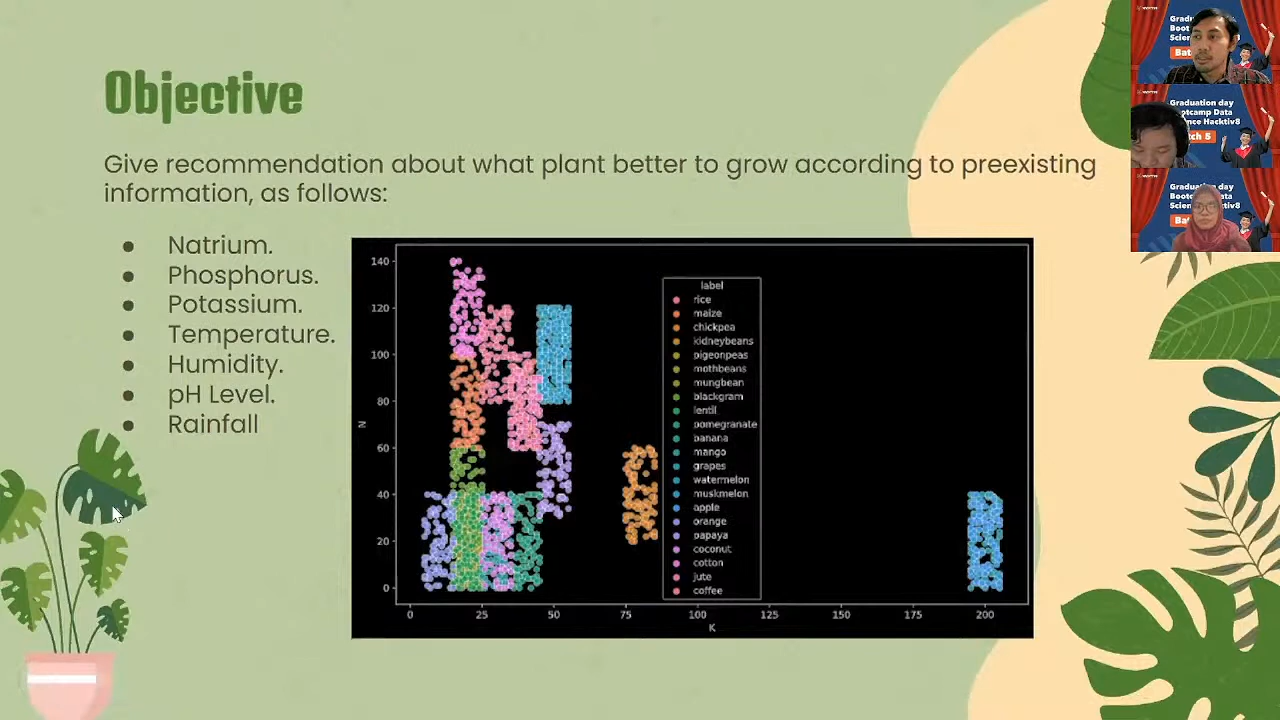 Objective
Give recommendation about what plant better to grow according to preexisting
information, as follows:
● Natrium.
● Phosphorus.
● Potassium.
● Temperature.
● Humidity.
● pH Level.
● Rainfall
140
120
100
80
60
40
20
0
N
label
rice
maize
chickpea
kidneybeans
pigeonpeas
mothbeans
mungbean
blackgram
lentil
pomegranate
banana
mango
grapes
watermelon
muskmelon
apple
orange
papaya
coconut
cotton
jute
coffee
0 25 50 75 100 125 150 175 200
K
Graduation day
Bootcamp Data
Hacktiv8